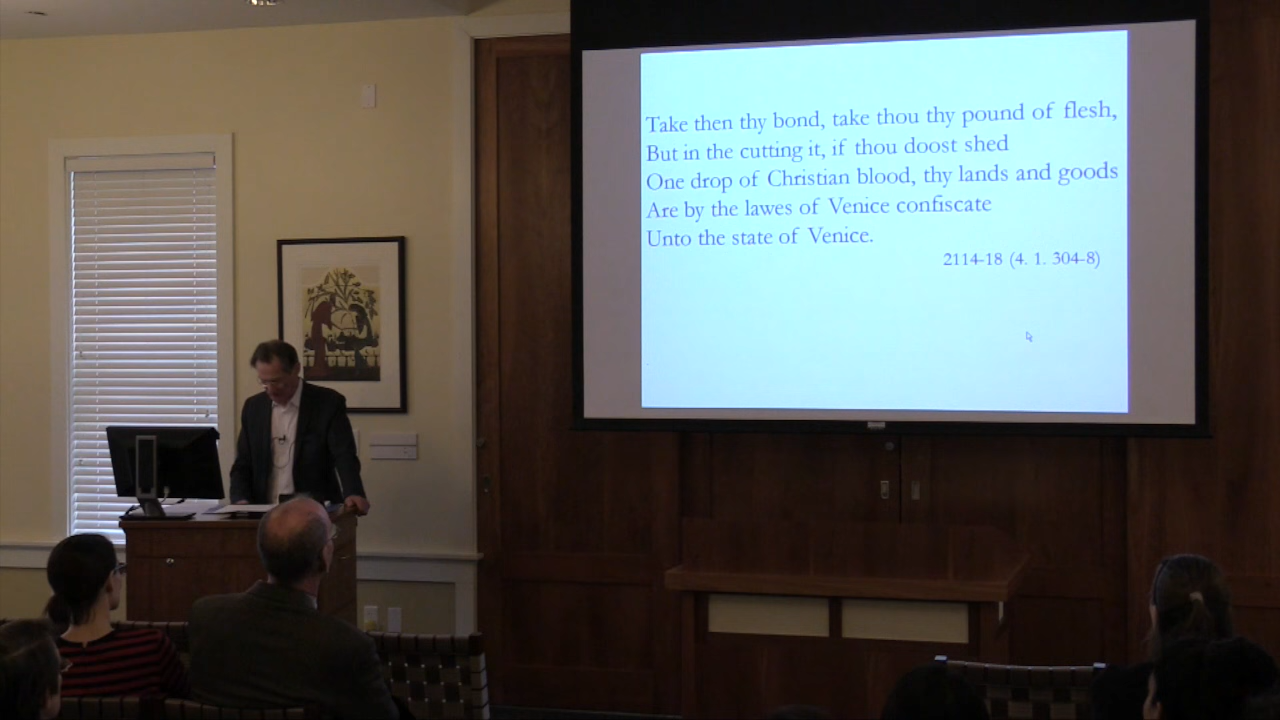 Take then thy bond, take thou thy pound of flesh,
But in the cutting it, if thou doost shed
One drop of Christian blood, thy lands and goods
Are by the lawes of Venice confiscate
Unto the state of Venice.
2114-18 (4. 1. 304-8)